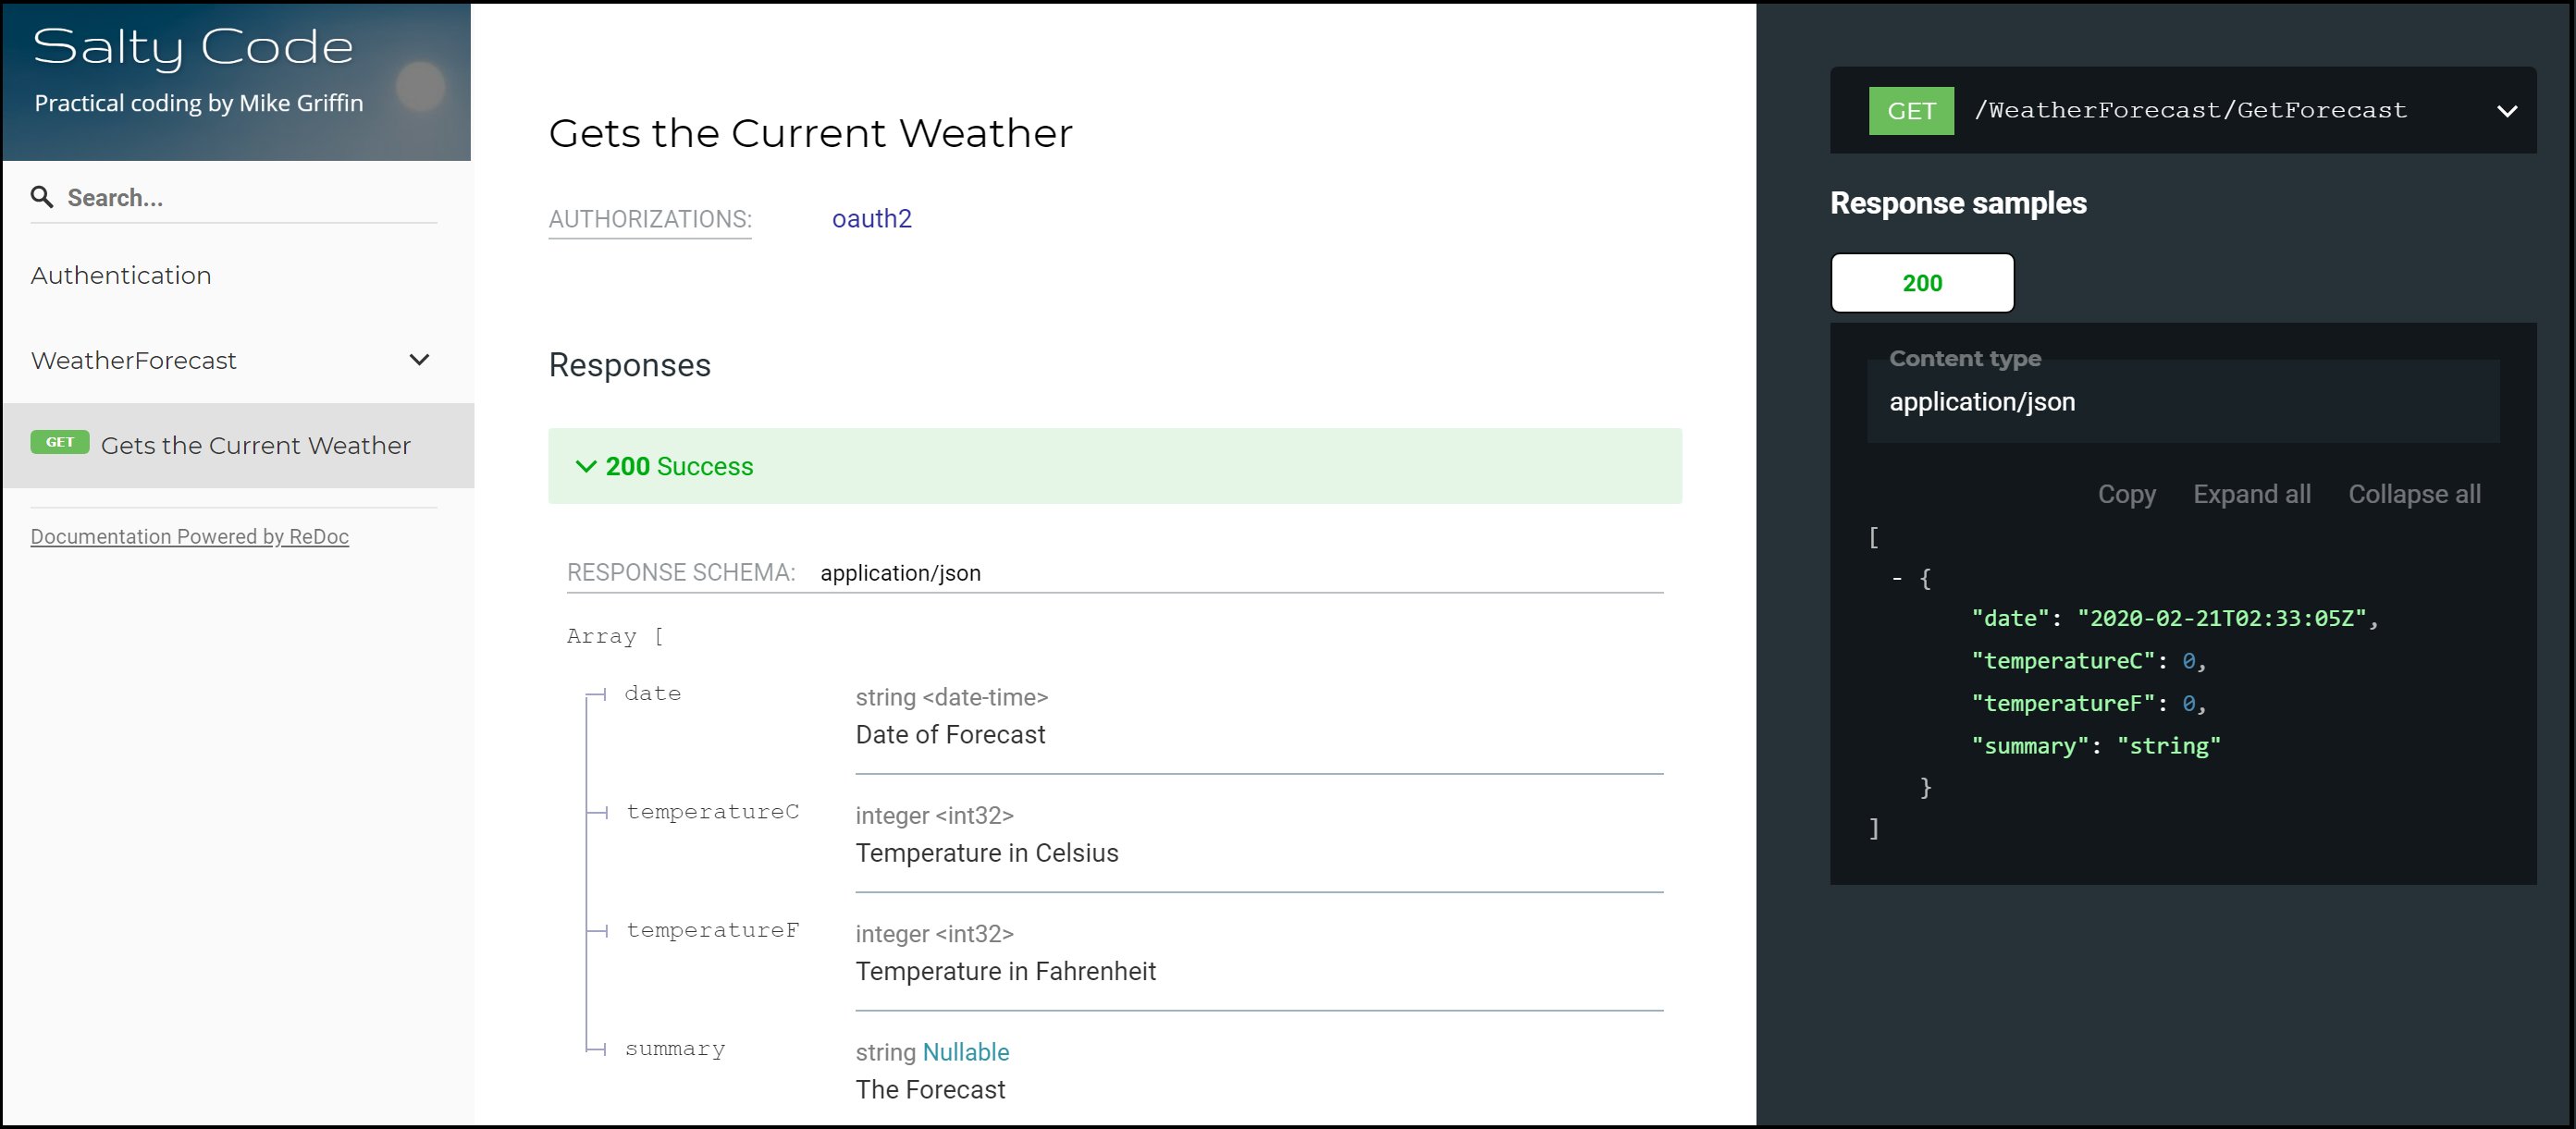 Salty Code
Practical coding by Mike Griffin
Search...
Authentication
WeatherForecast
GET Gets the Current Weather
Documentation Powered by ReDoc
Gets the Current Weather
AUTHORIZATIONS: oauth2
Responses
200 Success
RESPONSE SCHEMA: application/json
Array [
date
string <date-time>
Date of Forecast
temperatureC
integer <int32>
Temperature in Celsius
temperatureF
integer <int32>
Temperature in Fahrenheit
summary
string Nullable
The Forecast
GET /WeatherForecast/GetForecast
Response samples
200
Content type
application/json
Copy Expand all Collapse all
[
- {
"date": "2020-02-21T02:33:05Z",
"temperatureC": 0,
"temperatureF": 0,
"summary": "string"
}
]